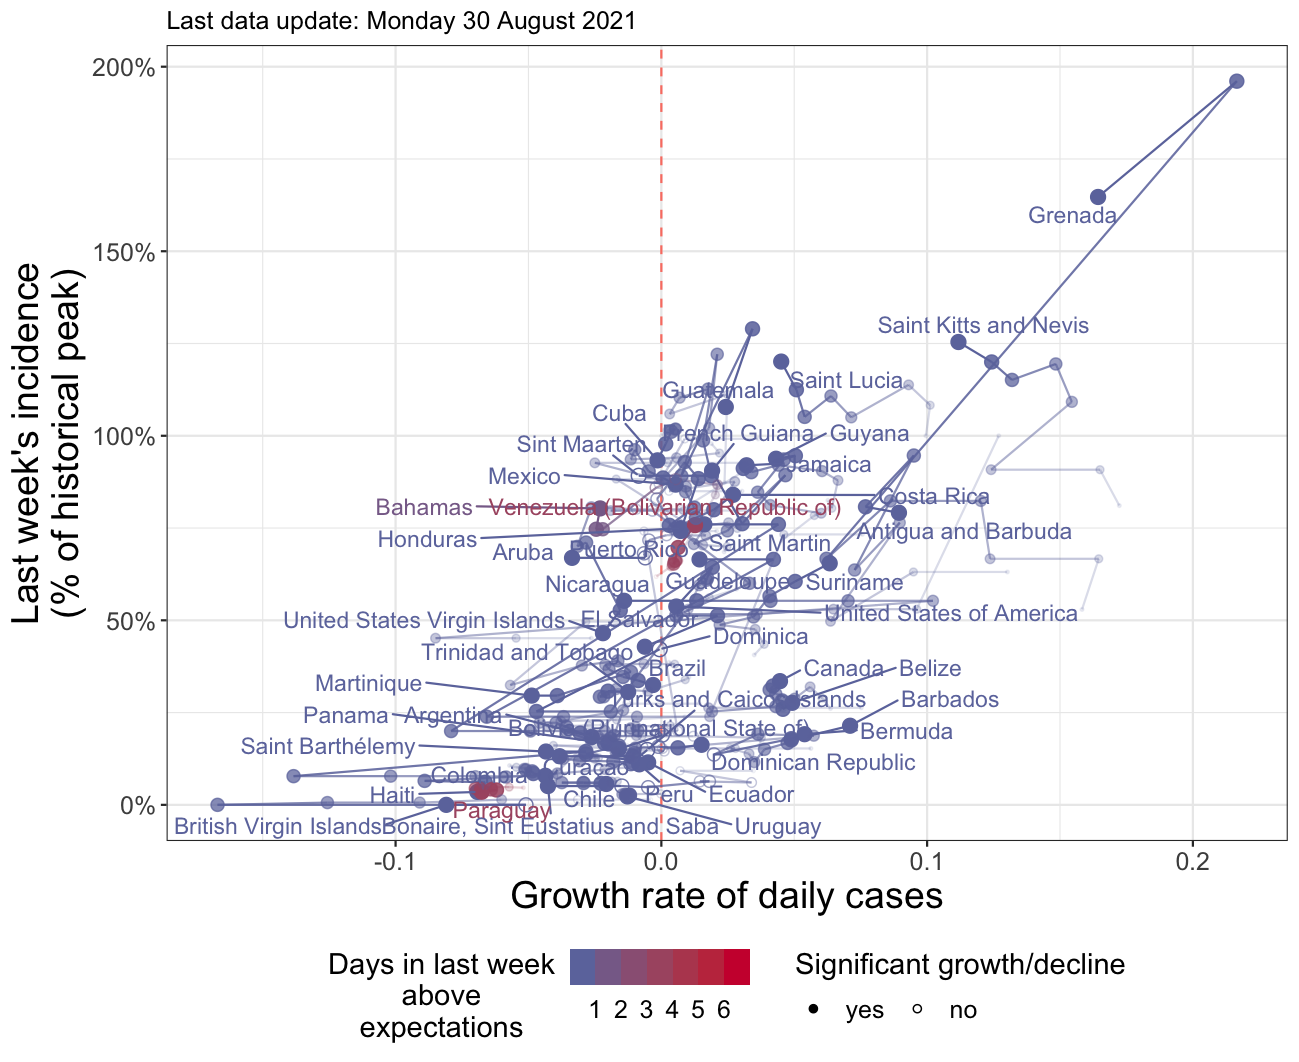 Last data update: Monday 30 August 2021
Last week's incidence
(% of historical peak)
200%
150%
100%
50%
0%
Grenada
Saint Kitts and Nevis
Saint Lucia
Guatemala
Cuba
French Guiana
Guyana
Sint Maarten
Jamaica
Mexico
Costa Rica
Bahamas
Venezuela (Bolivarian Republic of)
Antigua and Barbuda
Honduras
Saint Martin
Puerto Rico
Aruba
Nicaragua
Guadeloupe
Suriname
United States of America
United States Virgin Islands
El Salvador
Dominica
Trinidad and Tobago
Brazil
Canada
Belize
Martinique
Turks and Caicos Islands
Barbados
Panama
Argentina
Bolivia (Plurinational State of)
Bermuda
Saint Barthélemy
Dominican Republic
Colombia
Curacao
Haiti
Chile
Peru
Ecuador
Paraguay
British Virgin Islands
Bonaire, Sint Eustatius and Saba
Uruguay
-0.1
0.0
0.1
0.2
Growth rate of daily cases
Days in last week
above
expectations
1 2 3 4 5 6
Significant growth/decline
yes
no